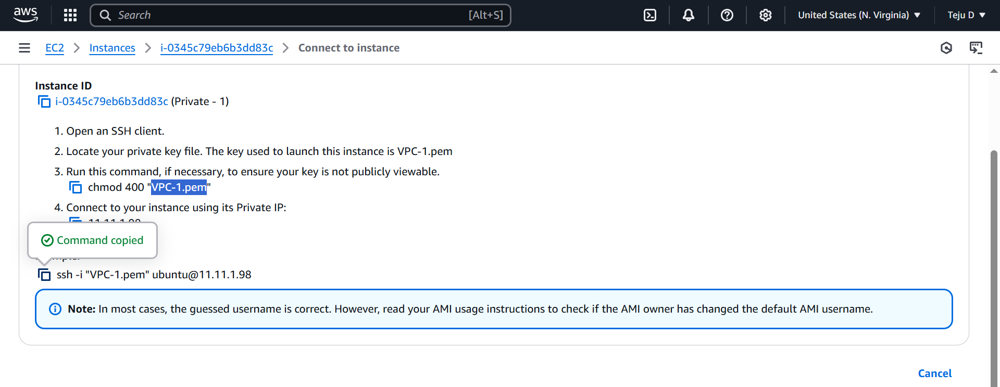 aws
Search [Alt+S]
United States (N. Virginia)
Teju D
EC2 > Instances > i-0345c79eb6b3dd83c > Connect to instance
Instance ID
i-0345c79eb6b3dd83c (Private - 1)
1. Open an SSH client.
2. Locate your private key file. The key used to launch this instance is VPC-1.pem
3. Run this command, if necessary, to ensure your key is not publicly viewable.
chmod 400 "VPC-1.pem"
4. Connect to your instance using its Private IP:
11.11.1.98
Command copied
ssh -i "VPC-1.pem" ubuntu@11.11.1.98
Note: In most cases, the guessed username is correct. However, read your AMI usage instructions to check if the AMI owner has changed the default AMI username.
Cancel